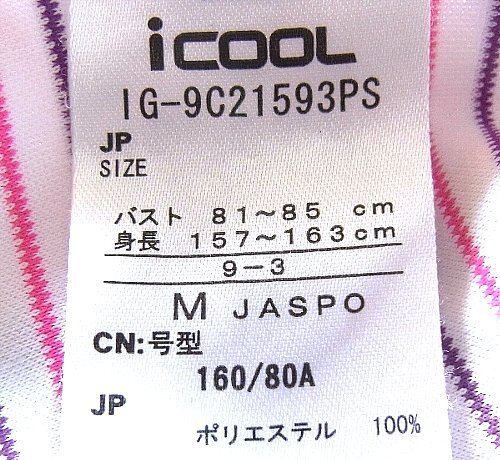 iCOOL
IG-9C21593PS
JP
SIZE
バスト 81～85 cm
身長 157～163cm
9-3
M JASPO
CN:号型
160/80A
JP
ポリエステル 100%